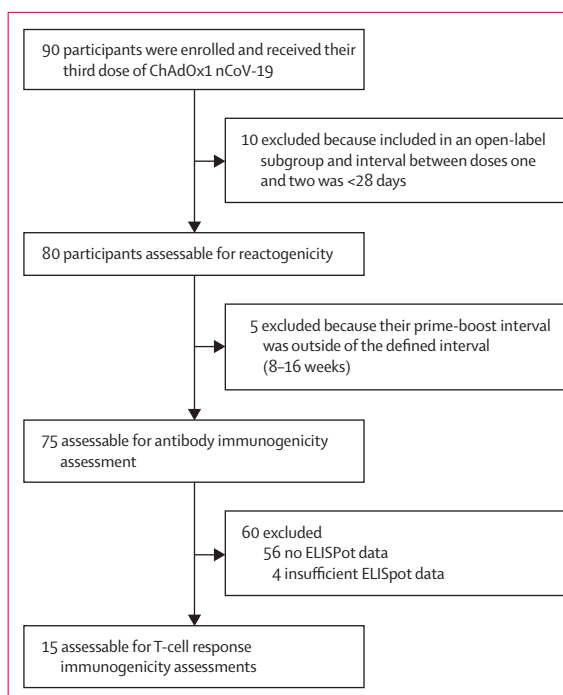 90 participants were enrolled and received their
third dose of ChAdOx1 nCoV-19
10 excluded because included in an open-label
subgroup and interval between doses one
and two was <28 days
80 participants assessable for reactogenicity
5 excluded because their prime-boost interval
was outside of the defined interval
(8–16 weeks)
75 assessable for antibody immunogenicity
assessment
60 excluded
56 no ELISPot data
4 insufficient ELISpot data
15 assessable for T-cell response
immunogenicity assessments